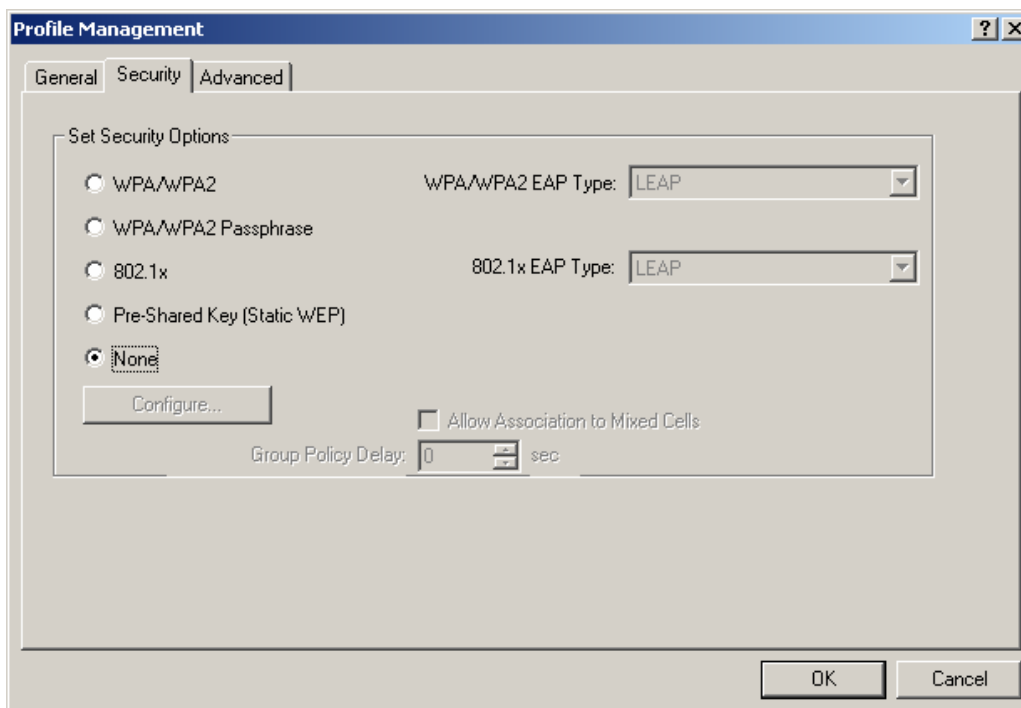 Profile Management
General Security Advanced
Set Security Options
WPA/WPA2 WPA/WPA2 EAP Type: LEAP
WPA/WPA2 Passphrase
802.1x 802.1x EAP Type: LEAP
Pre-Shared Key (Static WEP)
None
Configure...
Allow Association to Mixed Cells
Group Policy Delay: 0 sec
OK Cancel